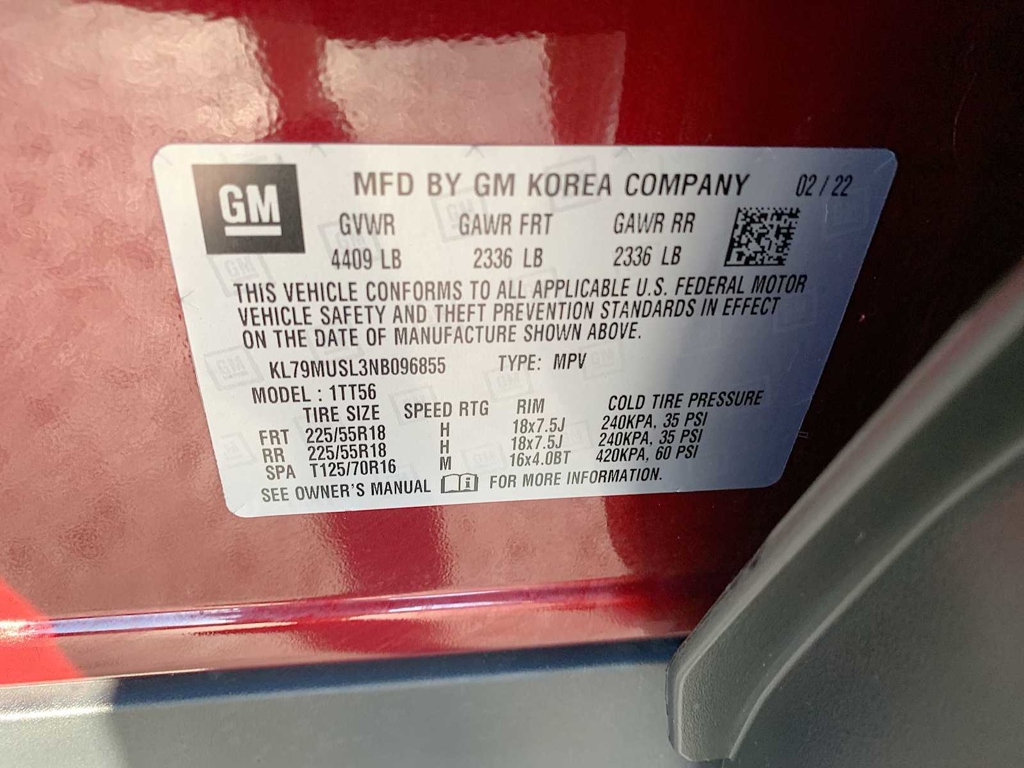 GM
MFD BY GM KOREA COMPANY 02 / 22
GVWR GAWR FRT GAWR RR
4409 LB 2336 LB 2336 LB
THIS VEHICLE CONFORMS TO ALL APPLICABLE U.S. FEDERAL MOTOR
VEHICLE SAFETY AND THEFT PREVENTION STANDARDS IN EFFECT
ON THE DATE OF MANUFACTURE SHOWN ABOVE.
KL79MUSL3NB096855 TYPE: MPV
MODEL : 1TT56
TIRE SIZE SPEED RTG RIM COLD TIRE PRESSURE
FRT 225/55R18 H 18x7.5J 240KPA, 35 PSI
RR 225/55R18 H 18x7.5J 240KPA, 35 PSI
SPA T125/70R16 M 16x4.0BT 420KPA, 60 PSI
SEE OWNER'S MANUAL FOR MORE INFORMATION.